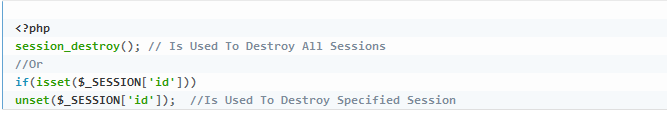 <?php
session_destroy(); // Is Used To Destroy All Sessions
//Or
if(isset($_SESSION['id']))
unset($_SESSION['id']);  //Is Used To Destroy Specified Session